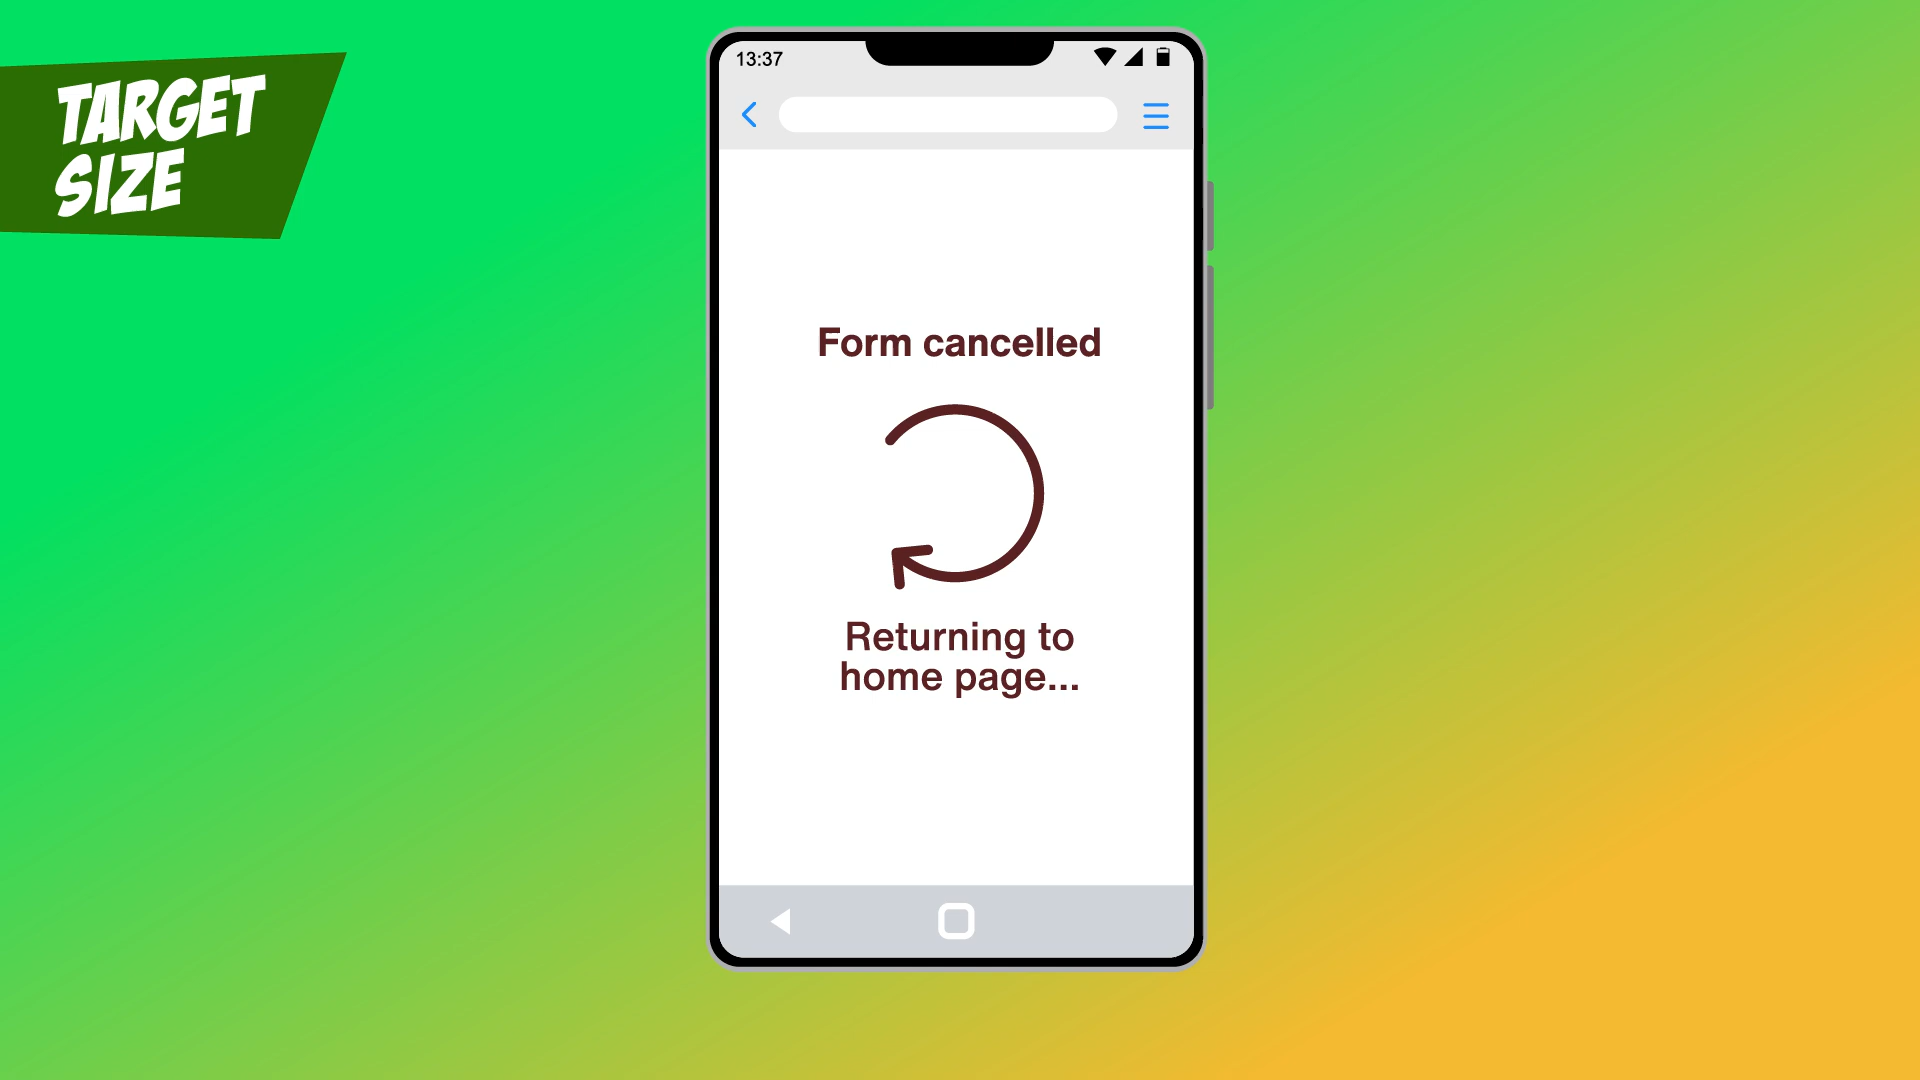 TARGET
SIZE
13:37
Form cancelled
Returning to
home page...